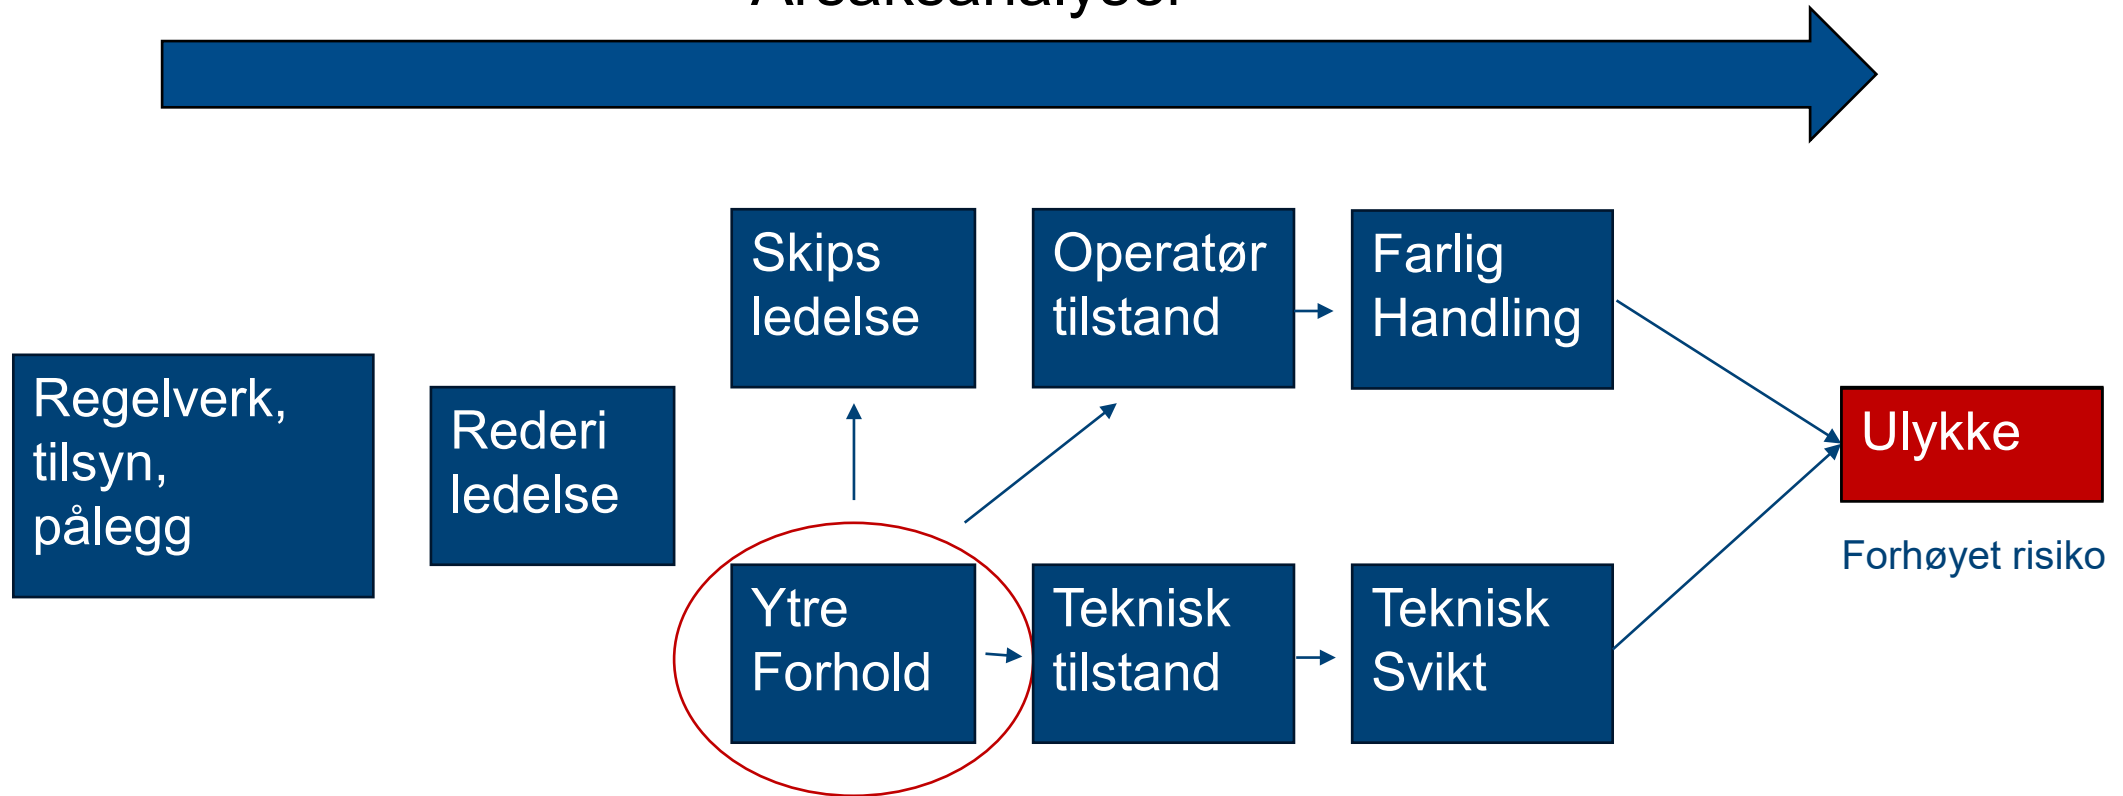 Årsaksanalyser
Regelverk,
tilsyn,
pålegg
Rederi
ledelse
Skips
ledelse
Ytre
Forhold
Operatør
tilstand
Teknisk
tilstand
Farlig
Handling
Teknisk
Svikt
Ulykke
Forhøyet risiko